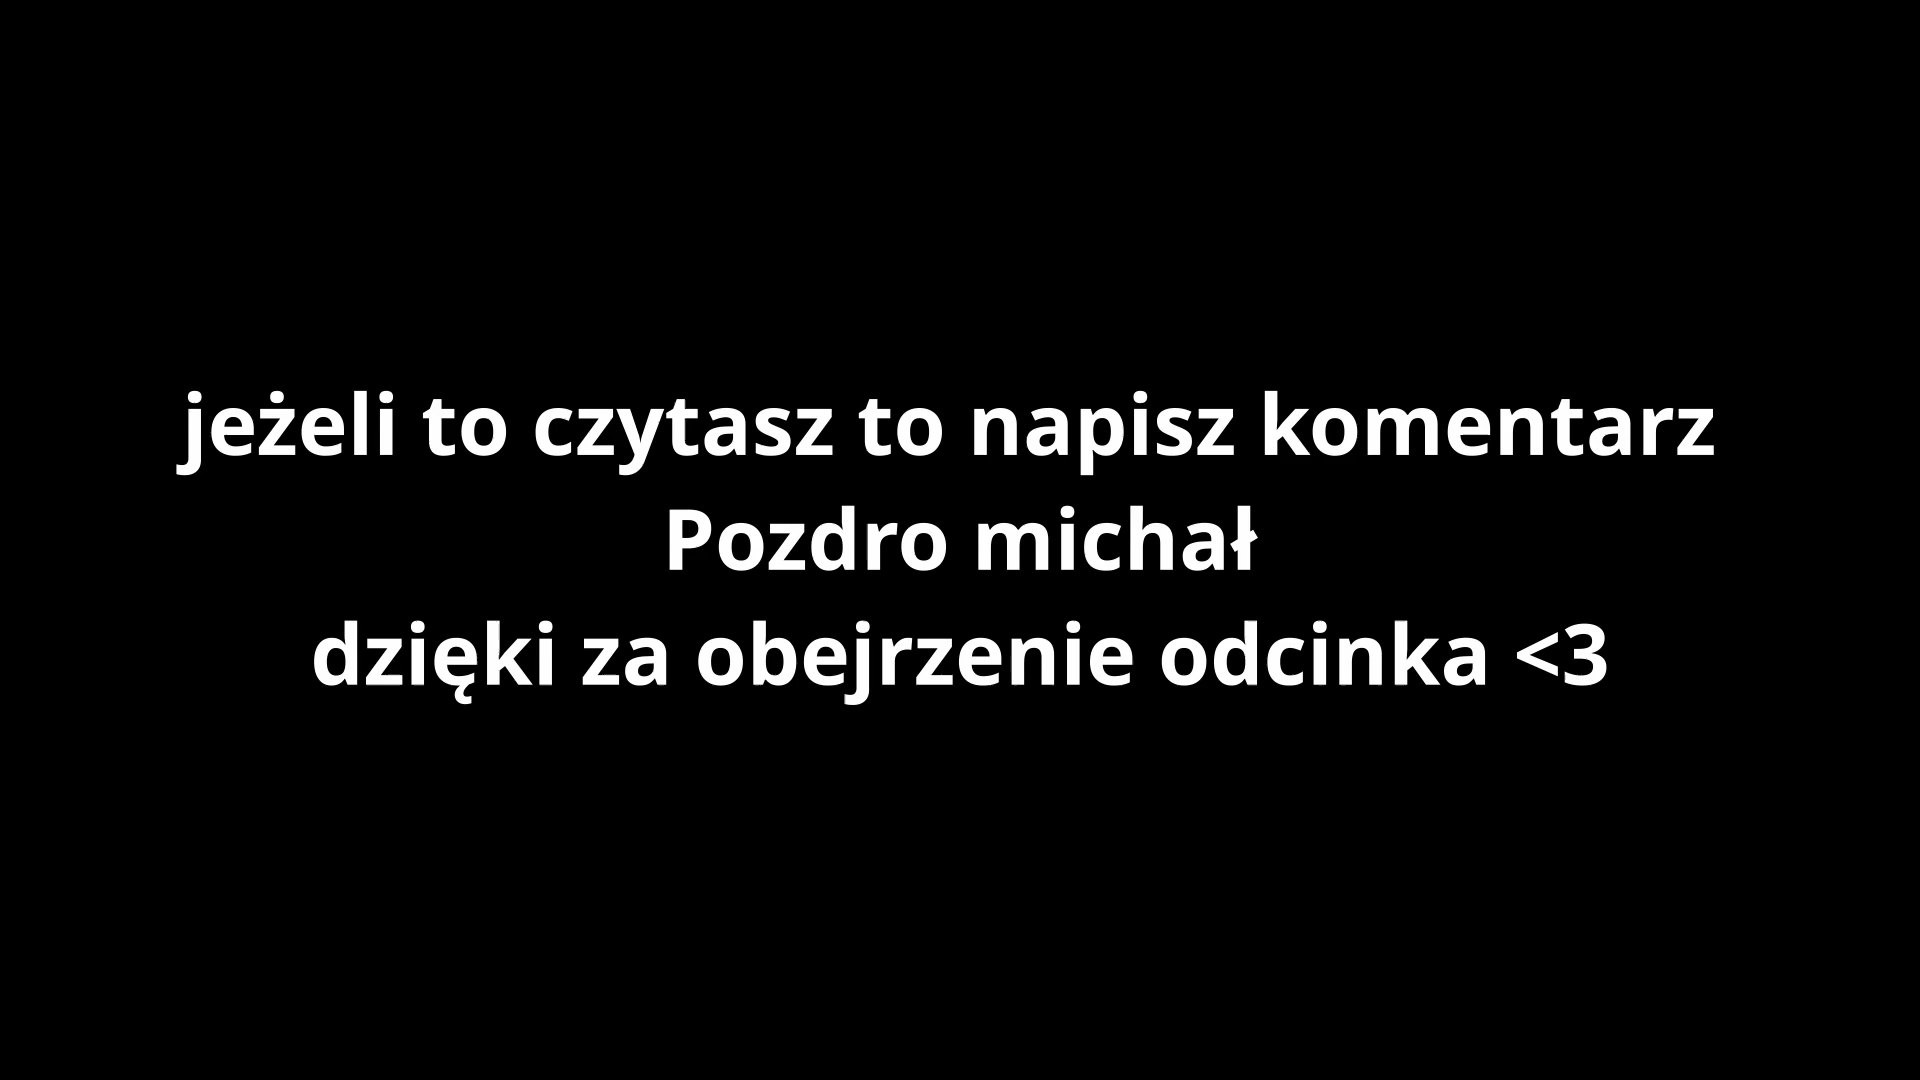 jeżeli to czytasz to napisz komentarz
Pozdro michał
dzięki za obejrzenie odcinka <3